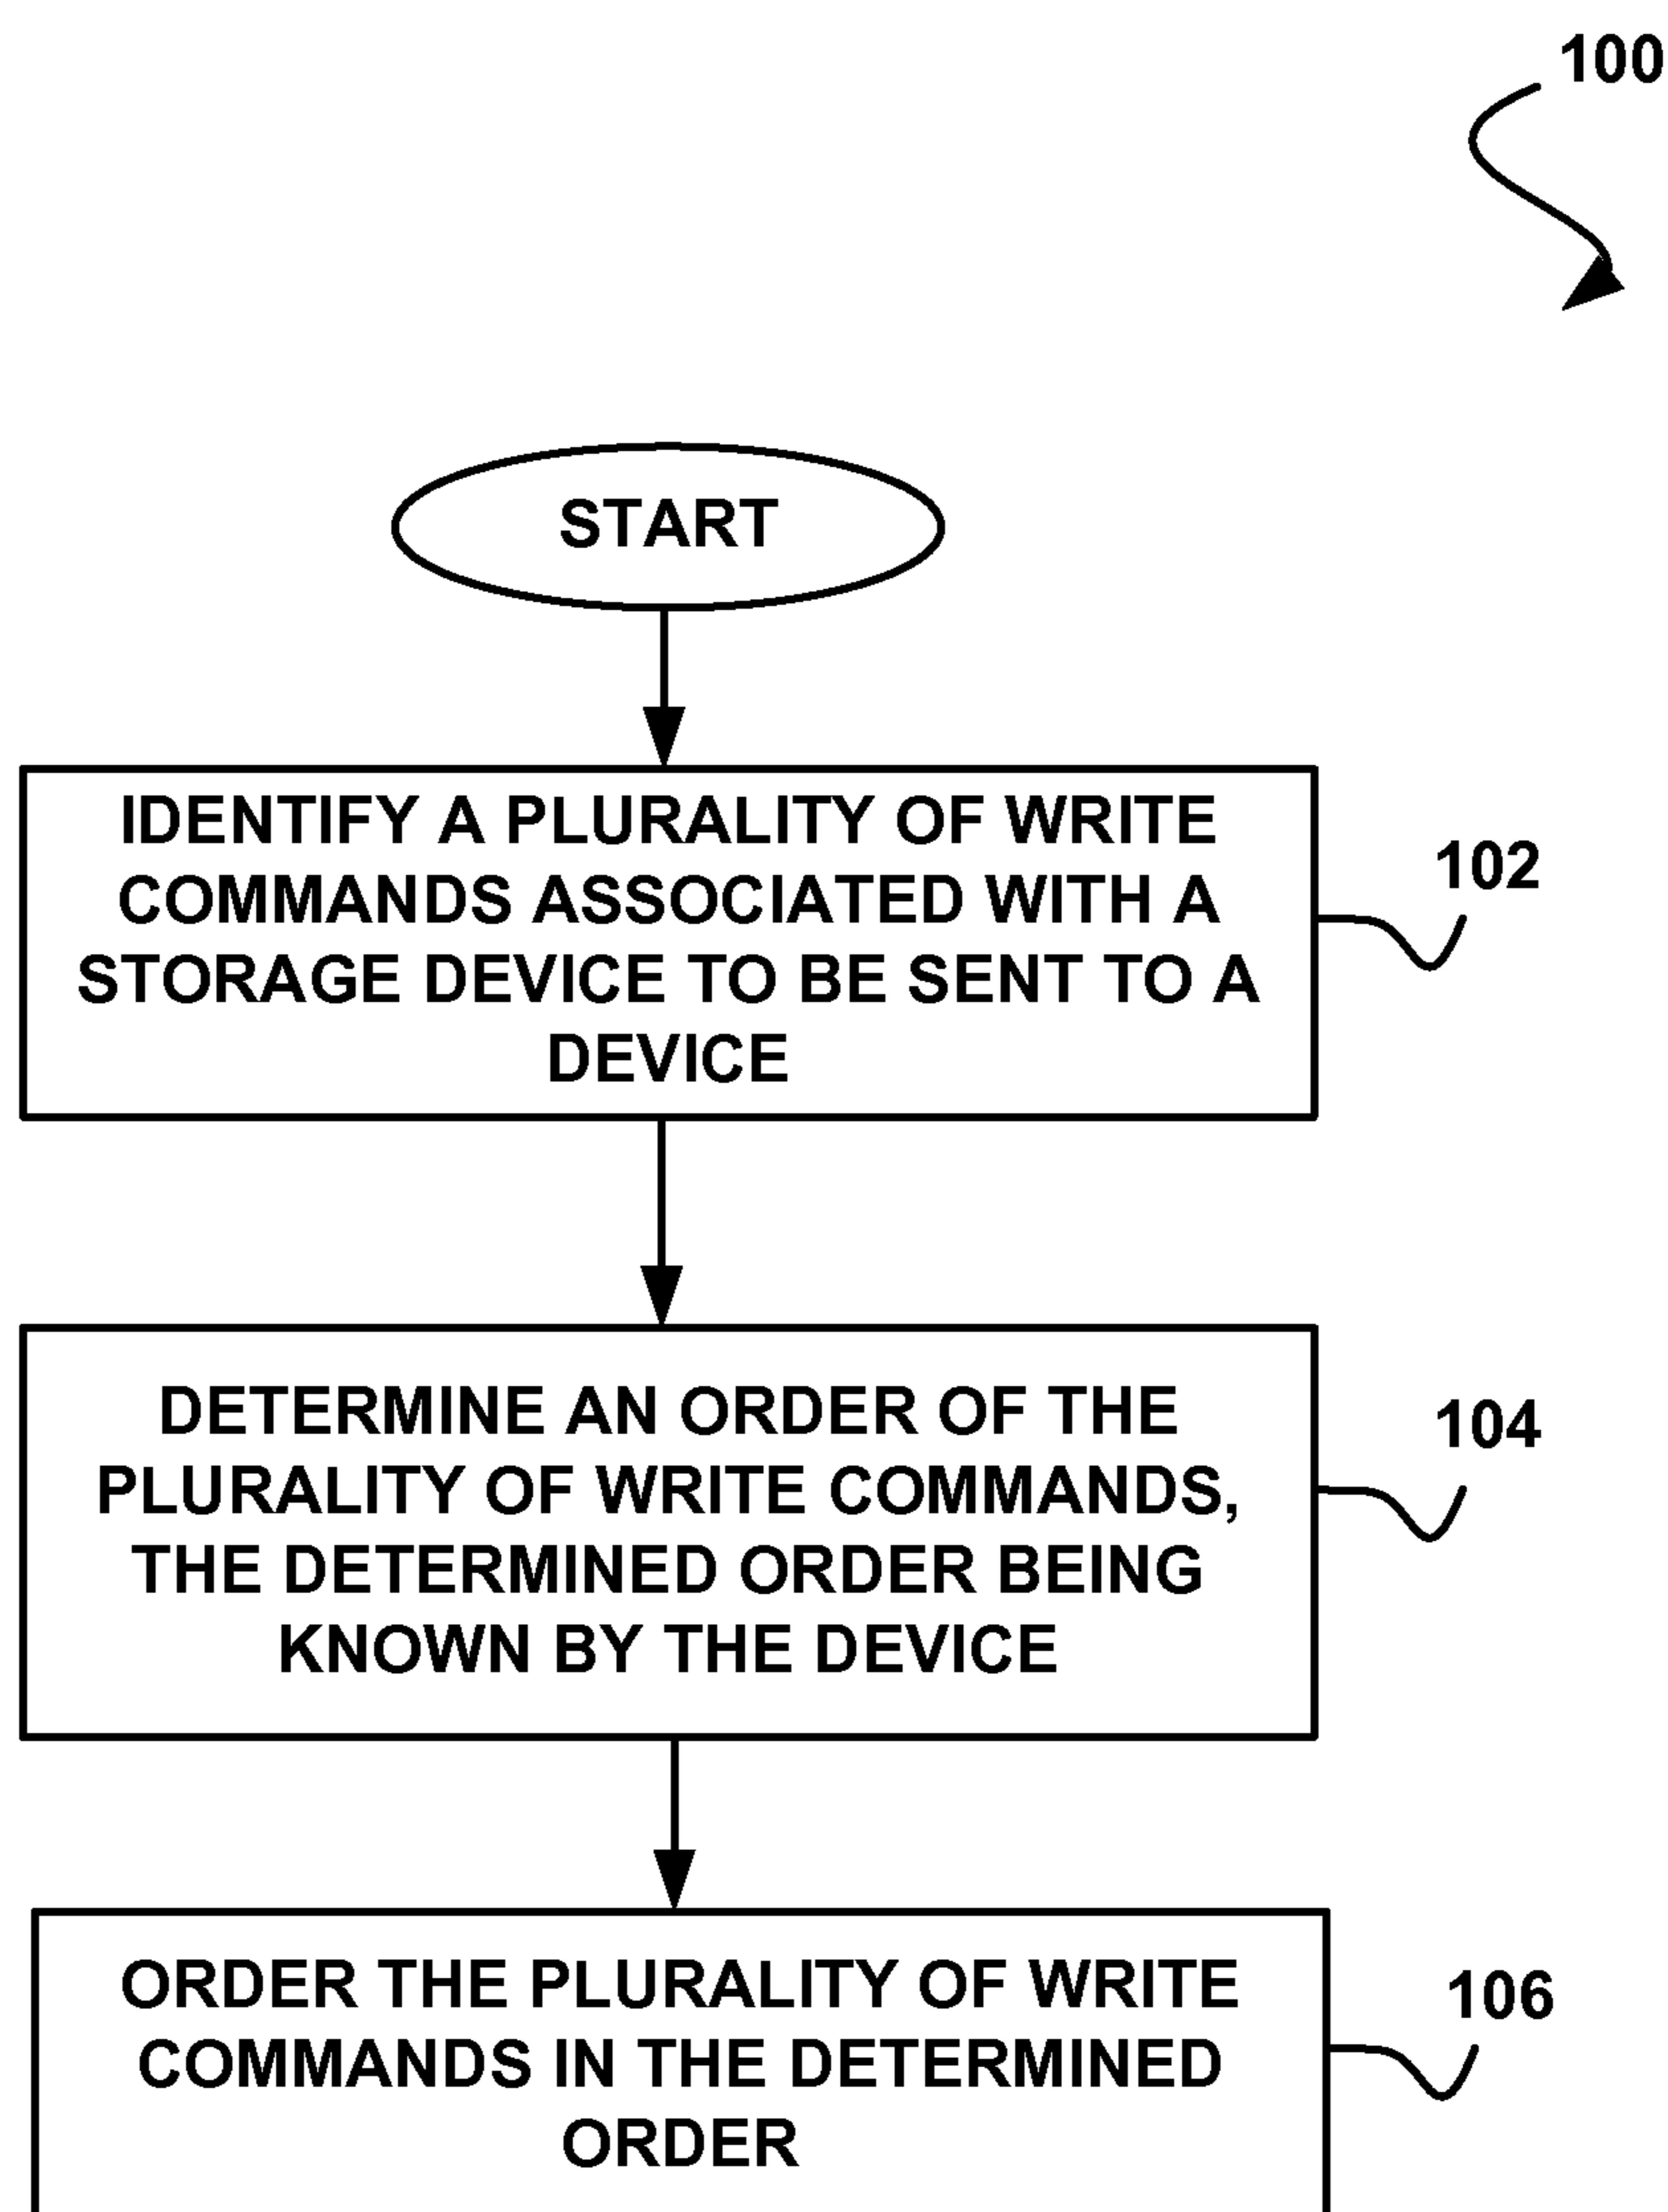 100
START
IDENTIFY A PLURALITY OF WRITE
COMMANDS ASSOCIATED WITH A
STORAGE DEVICE TO BE SENT TO A
DEVICE
102
DETERMINE AN ORDER OF THE
PLURALITY OF WRITE COMMANDS,
THE DETERMINED ORDER BEING
KNOWN BY THE DEVICE
104
ORDER THE PLURALITY OF WRITE
COMMANDS IN THE DETERMINED
ORDER
106